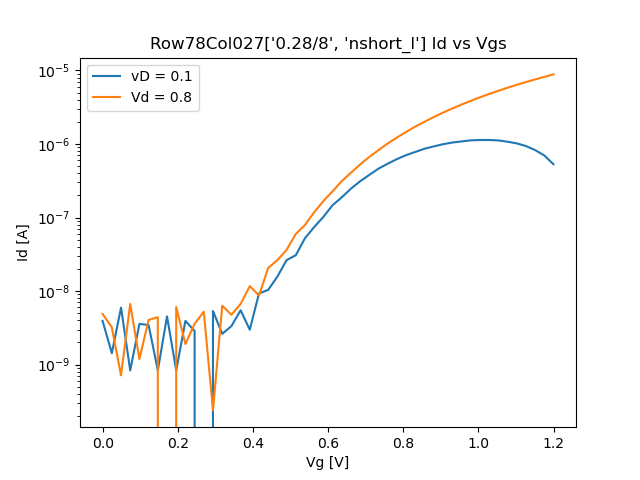 Row78Col027['0.28/8', 'nshort_l'] Id vs Vgs
vD = 0.1
Vd = 0.8
Id [A]
10⁻⁵
10⁻⁶
10⁻⁷
10⁻⁸
10⁻⁹
0.0 0.2 0.4 0.6 0.8 1.0 1.2
Vg [V]